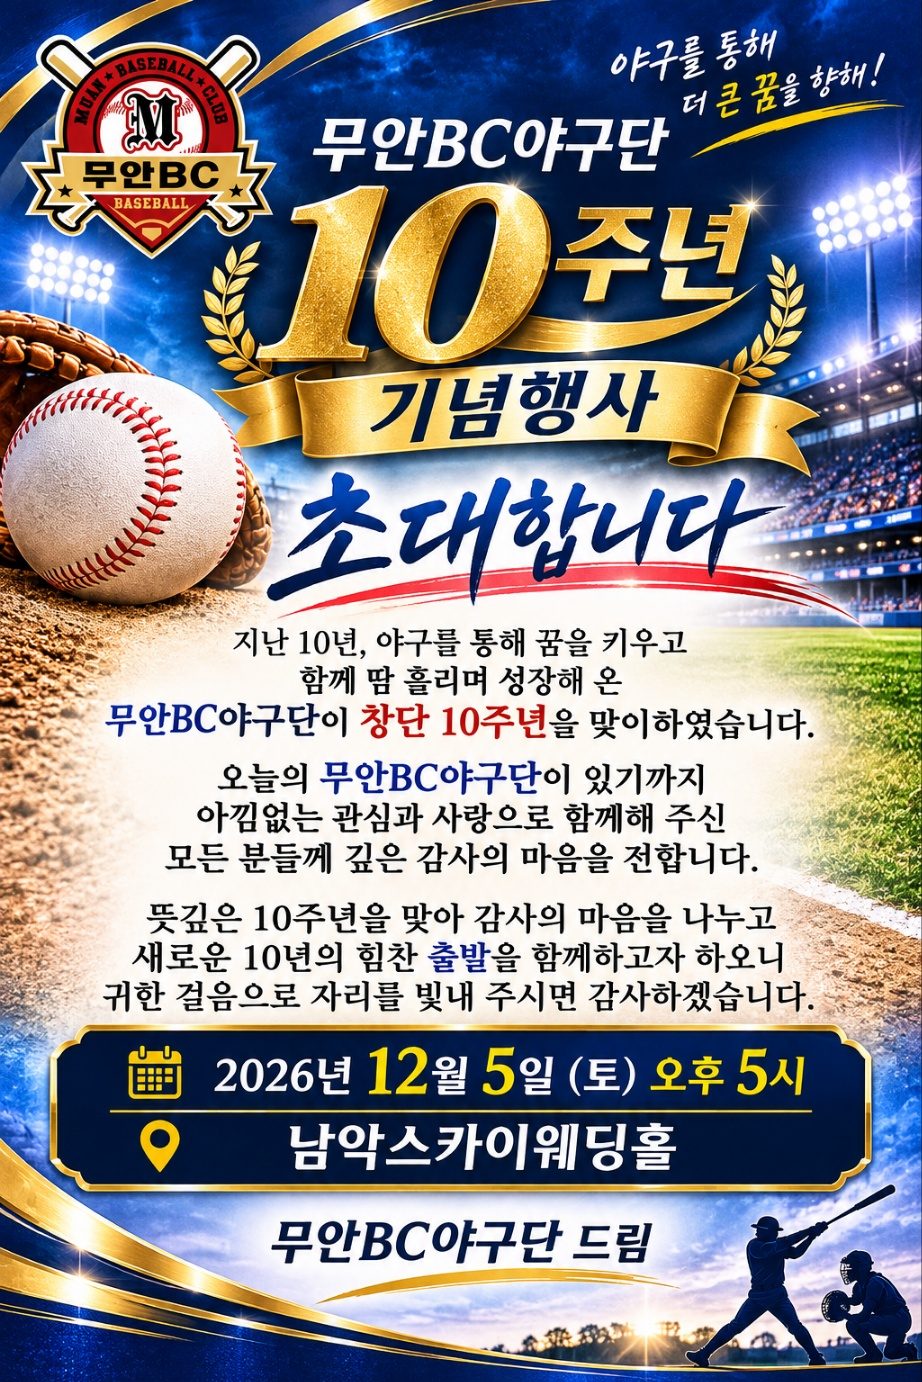 MUAN ★ BASEBALL ★ CLUB
M
무안BC
BASEBALL
야구를 통해
더 큰 꿈을 향해!
무안BC야구단
10주년
기념행사
초대합니다
지난 10년, 야구를 통해 꿈을 키우고
함께 땀 흘리며 성장해 온
무안BC야구단이 창단 10주년을 맞이하였습니다.
오늘의 무안BC야구단이 있기까지
아낌없는 관심과 사랑으로 함께해 주신
모든 분들께 깊은 감사의 마음을 전합니다.
뜻깊은 10주년을 맞아 감사의 마음을 나누고
새로운 10년의 힘찬 출발을 함께하고자 하오니
귀한 걸음으로 자리를 빛내 주시면 감사하겠습니다.
2026년 12월 5일 (토) 오후 5시
남악스카이웨딩홀
무안BC야구단 드림